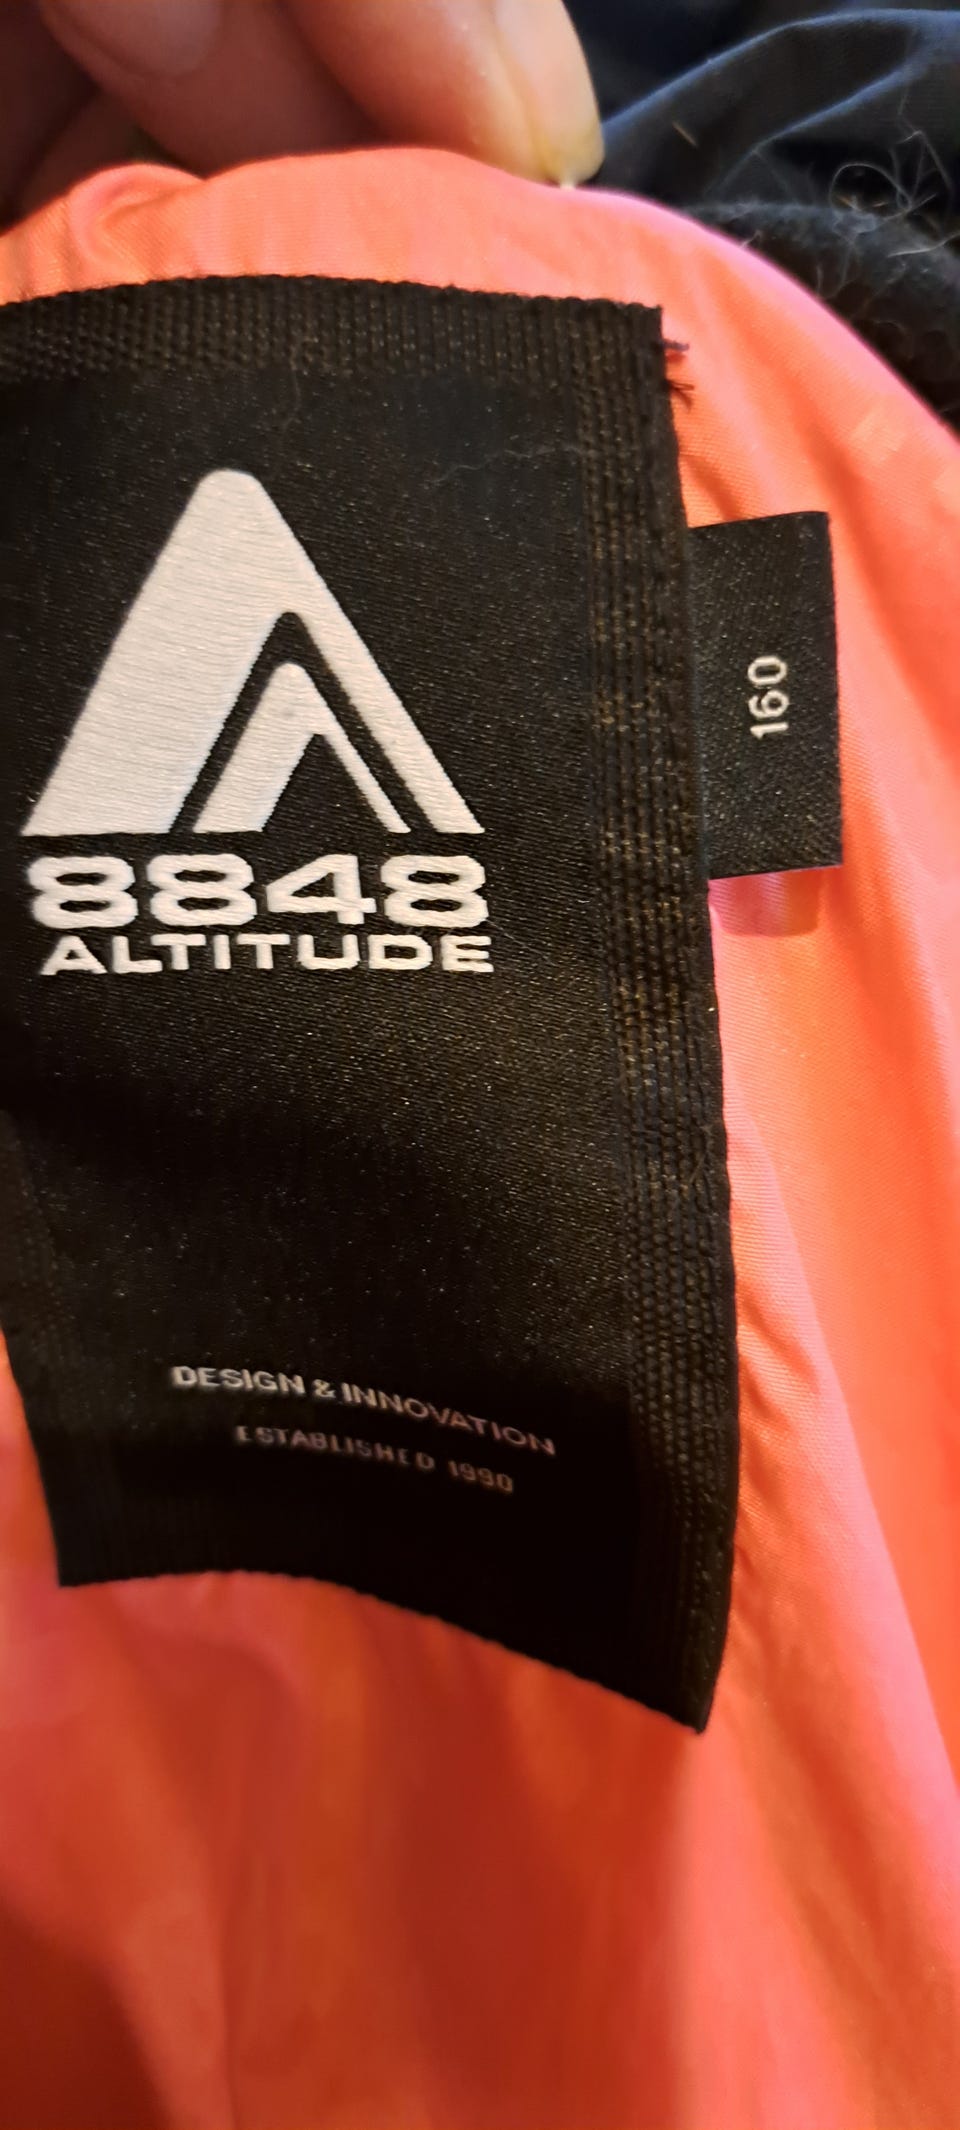 8848
ALTITUDE
160
DESIGN & INNOVATION
ESTABLISHED 1990